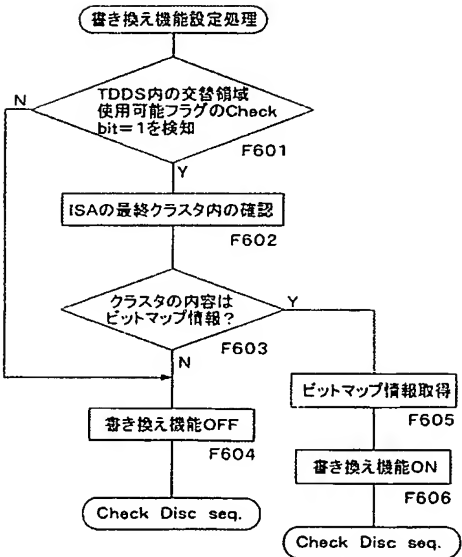 書き換え機能設定処理
TDDS内の交替領域
使用可能フラグのCheck
bit=1を検知
N
F601
Y
ISAの最終クラスタ内の確認
F602
クラスタの内容は
ビットマップ情報？
Y
F603
N
書き換え機能OFF
F604
Check Disc seq.
ビットマップ情報取得
F605
書き換え機能ON
F606
Check Disc seq.